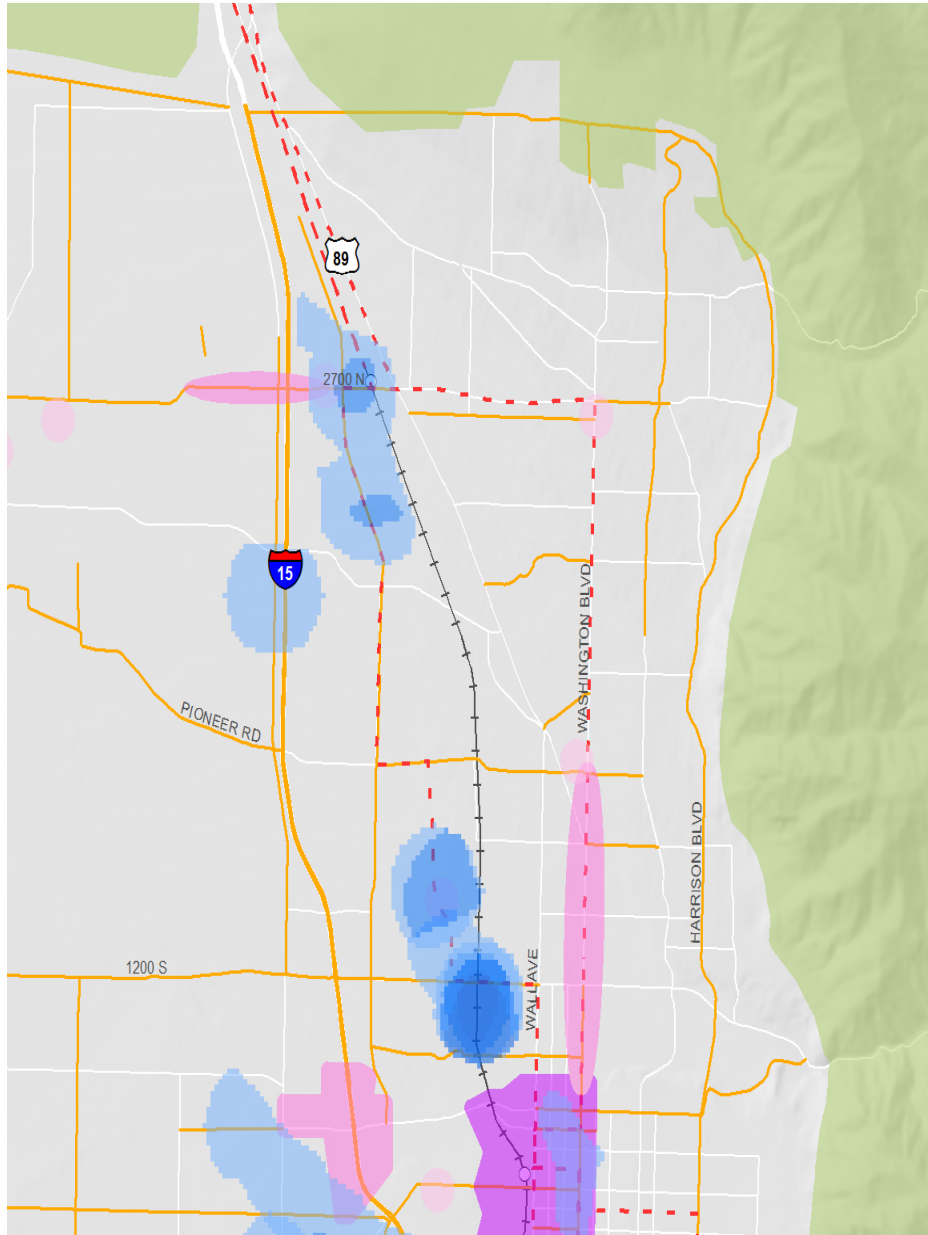 89
2700 N
15
WASHINGTON BLVD
PIONEER RD
HARRISON BLVD
1200 S
WALL AVE